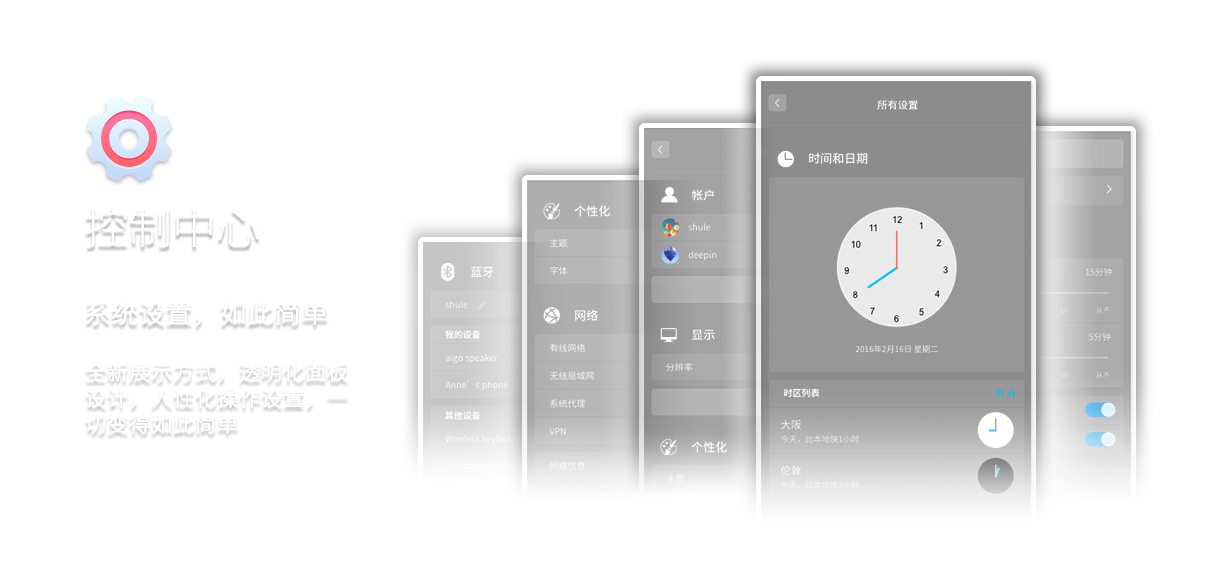 控制中心
系统设置，如此简单
全新展示方式，透明化面板
设计，人性化操作设置，一
切变得如此简单
蓝牙
shule
我的设备
aigo speaker
Anne's phone
其他设备
个性化
主题
字体
网络
有线网络
无线局域网
系统代理
VPN
网络信息
帐户
shule
deepin
显示
分辨率
个性化
主题
所有设置
时间和日期
12
1
2
3
4
5
6
7
8
9
10
11
2016年2月16日 星期二
时区列表
大阪
今天，比本地快1小时
伦敦
今天，比本地晚8小时
15分钟
1h 从不
5分钟
1h 从不